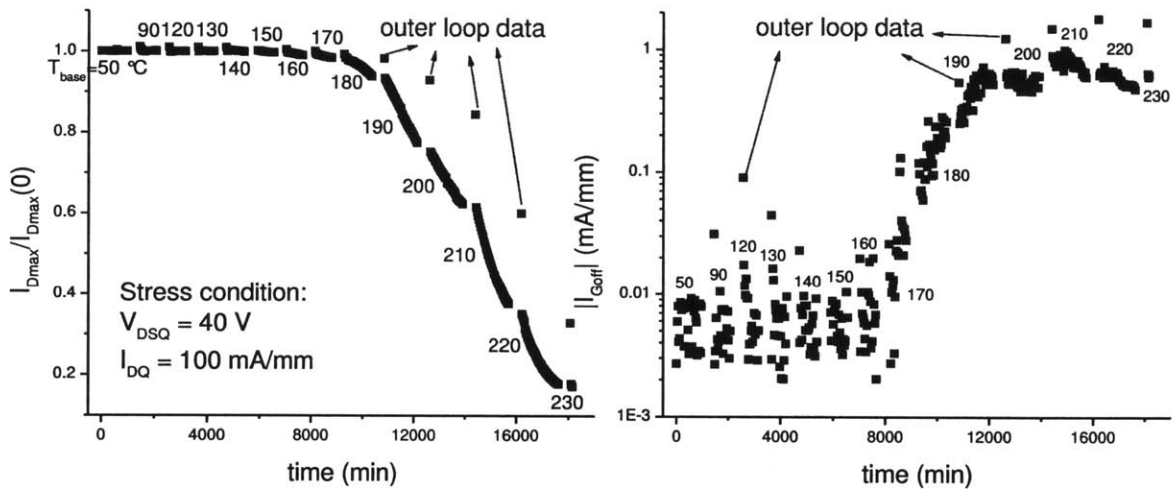 90 120 130 150 170 outer loop data
1.0
T_base=50 °C
140 160 180
0.8
190
200
0.6
210
0.4
220
0.2
230
I_Dmax/I_Dmax(0)
Stress condition:
V_DSQ = 40 V
I_DQ = 100 mA/mm
0 4000 8000 12000 16000
time (min)
outer loop data
1
0.1
0.01
1E-3
||I_Goff| (mA/mm)
50 90 120 130 140 150 160 170 180 190 200 210 220 230
0 4000 8000 12000 16000
time (min)